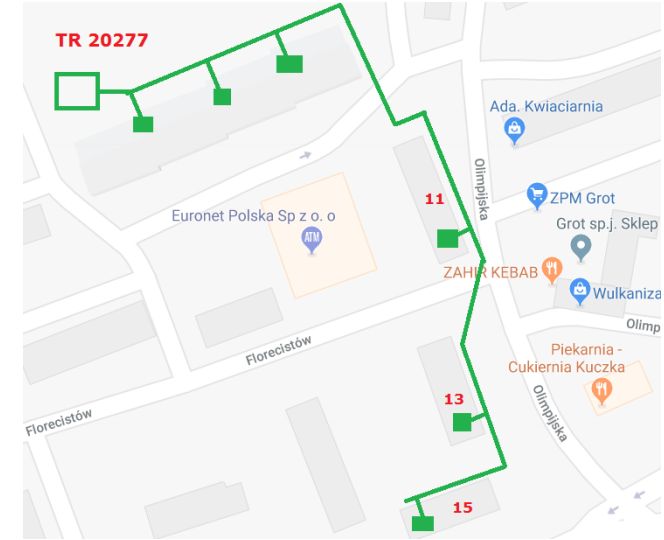 TR 20277
Ada. Kwiaciarnia
11
Olimpijska
ZPM Grot
Euronet Polska Sp z o. o
ATM
Grot sp.j. Sklep
ZAHIR KEBAB
Wulkaniza
Olimp
Florecistów
Piekarnia -
Cukiernia Kuczka
13
Olimpijska
Florecistów
15